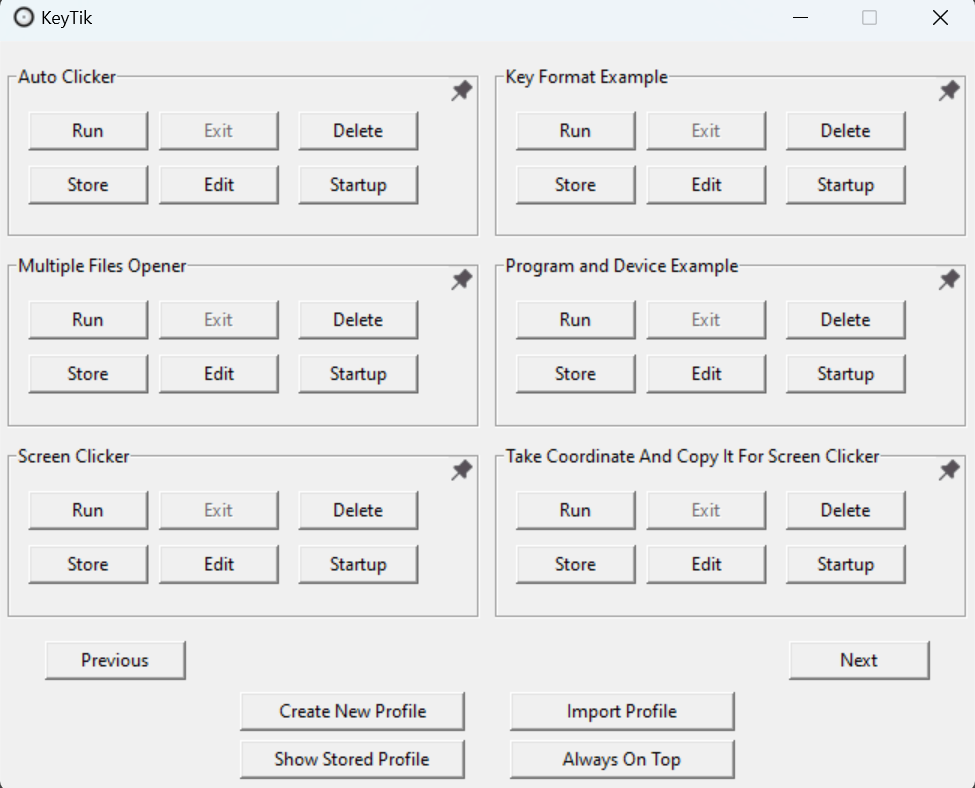 KeyTik
Auto Clicker
Run Exit Delete
Store Edit Startup
Key Format Example
Run Exit Delete
Store Edit Startup
Multiple Files Opener
Run Exit Delete
Store Edit Startup
Program and Device Example
Run Exit Delete
Store Edit Startup
Screen Clicker
Run Exit Delete
Store Edit Startup
Take Coordinate And Copy It For Screen Clicker
Run Exit Delete
Store Edit Startup
Previous Next
Create New Profile Import Profile
Show Stored Profile Always On Top